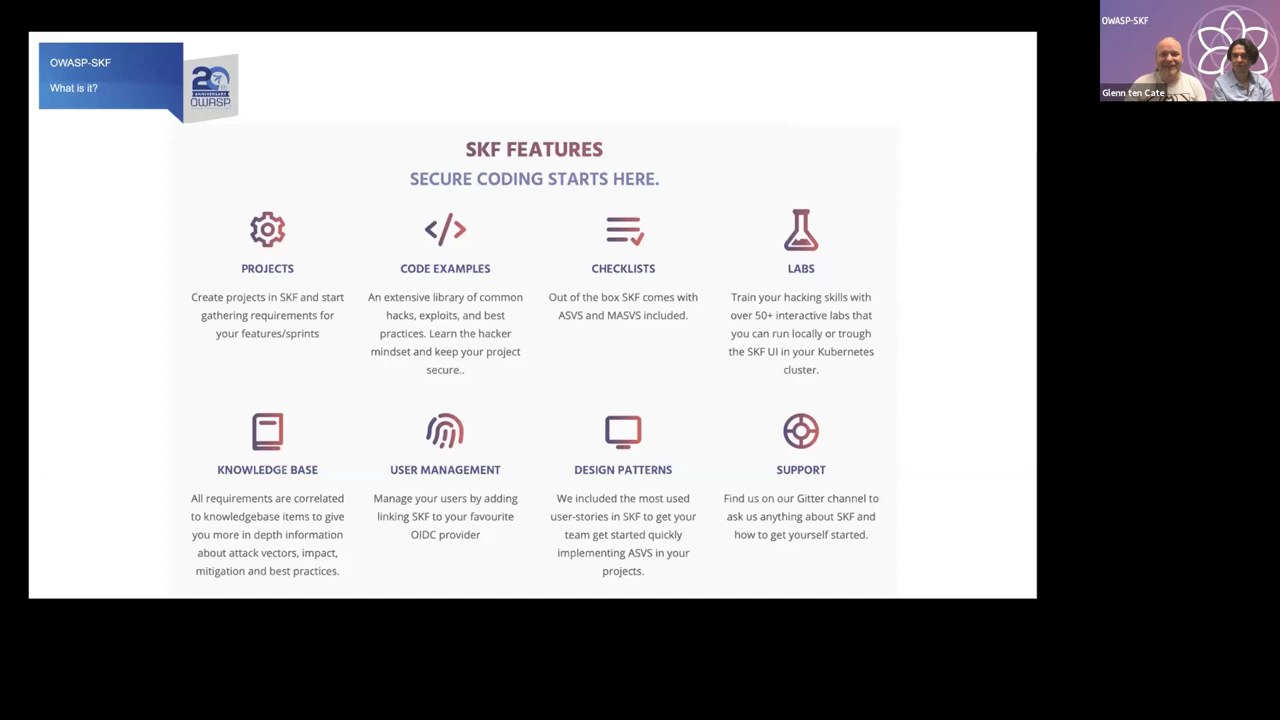 OWASP-SKF
What is it?
20
ANNIVERSARY
OWASP
SKF FEATURES
SECURE CODING STARTS HERE.
PROJECTS
Create projects in SKF and start
gathering requirements for
your features/sprints
CODE EXAMPLES
An extensive library of common
hacks, exploits, and best
practices. Learn the hacker
mindset and keep your project
secure..
CHECKLISTS
Out of the box SKF comes with
ASVS and MASVS included.
LABS
Train your hacking skills with
over 50+ interactive labs that
you can run locally or trough
the SKF UI in your Kubernetes
cluster.
KNOWLEDGE BASE
All requirements are correlated
to knowledgebase items to give
you more in depth information
about attack vectors, impact,
mitigation and best practices.
USER MANAGEMENT
Manage your users by adding
linking SKF to your favourite
OIDC provider
DESIGN PATTERNS
We included the most used
user-stories in SKF to get your
team get started quickly
implementing ASVS in your
projects.
SUPPORT
Find us on our Gitter channel to
ask us anything about SKF and
how to get yourself started.
OWASP-SKF
Glenn ten Cate